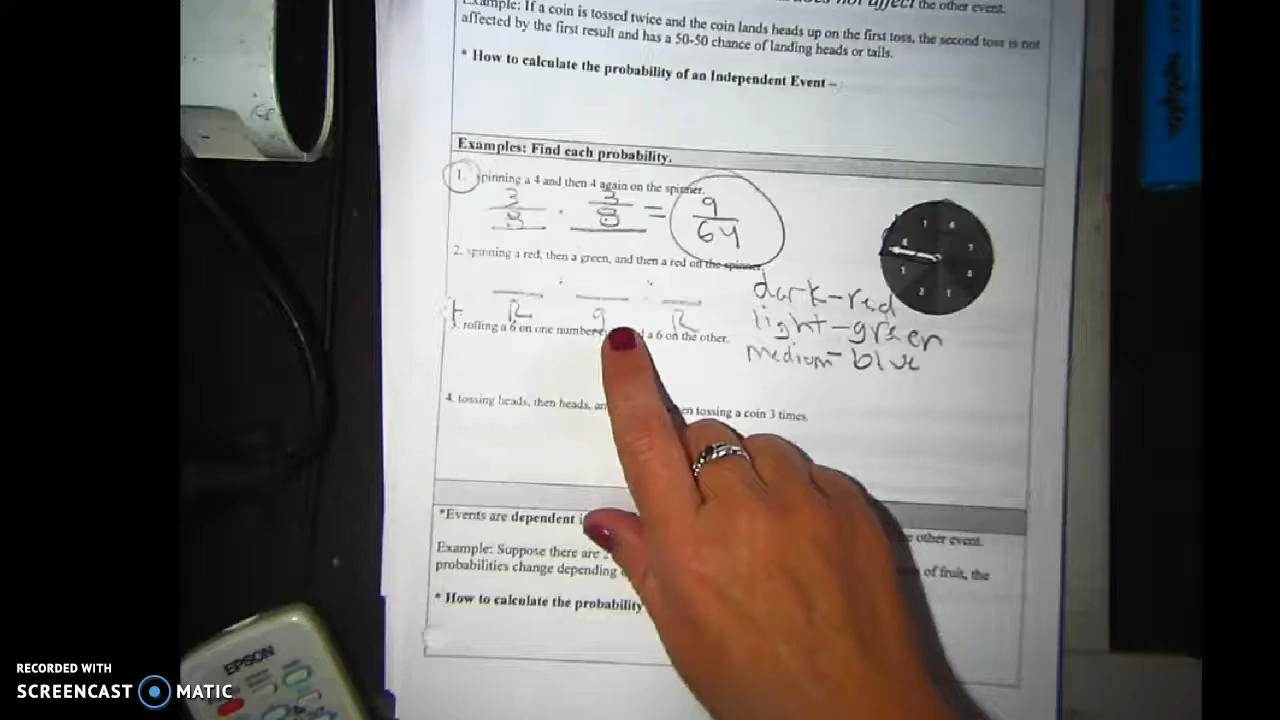 does not affect the other event.
Example: If a coin is tossed twice and the coin lands heads up on the first toss, the second toss is not
affected by the first result and has a 50-50 chance of landing heads or tails.
* How to calculate the probability of an Independent Event –
Examples: Find each probability.
1. spinning a 4 and then 4 again on the spinner.
3/8 · 3/8 = 9/64
2. spinning a red, then a green, and then a red on the spinner.
dark-red
light-green
medium-blue
R g R
3. rolling a 6 on one number a 6 on the other.
4. tossing heads, then heads, en tossing a coin 3 times.
*Events are dependent i other event.
Example: Suppose there are of fruit, the
probabilities change depending
* How to calculate the probability
EPSON
RECORDED WITH
SCREENCAST MATIC